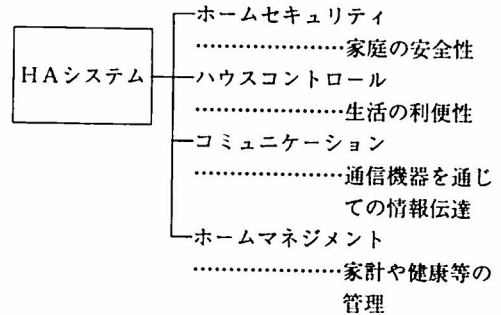 ホームセキュリティ
…………………家庭の安全性
HAシステム
ハウスコントロール
…………………生活の利便性
コミュニケーション
…………………通信機器を通じ
ての情報伝達
ホームマネジメント
…………………家計や健康等の
管理